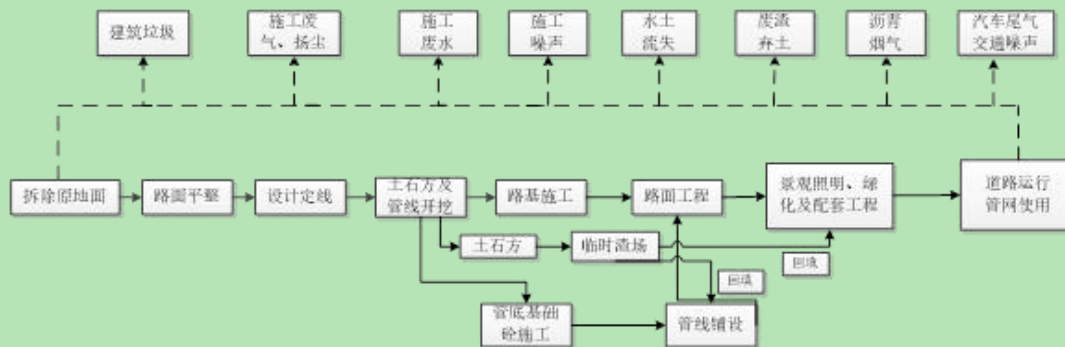 建筑垃圾
施工废
气、扬尘
施工
废水
施工
噪声
水土
流失
废渣
弃土
沥青
烟气
汽车尾气
交通噪声
拆除原地面
路面平整
设计定线
土石方及
管线开挖
路基施工
路面工程
景观照明、绿
化及配套工程
道路运行
管网使用
土石方
临时渣场
回填
回填
管底基础
砼施工
管线铺设